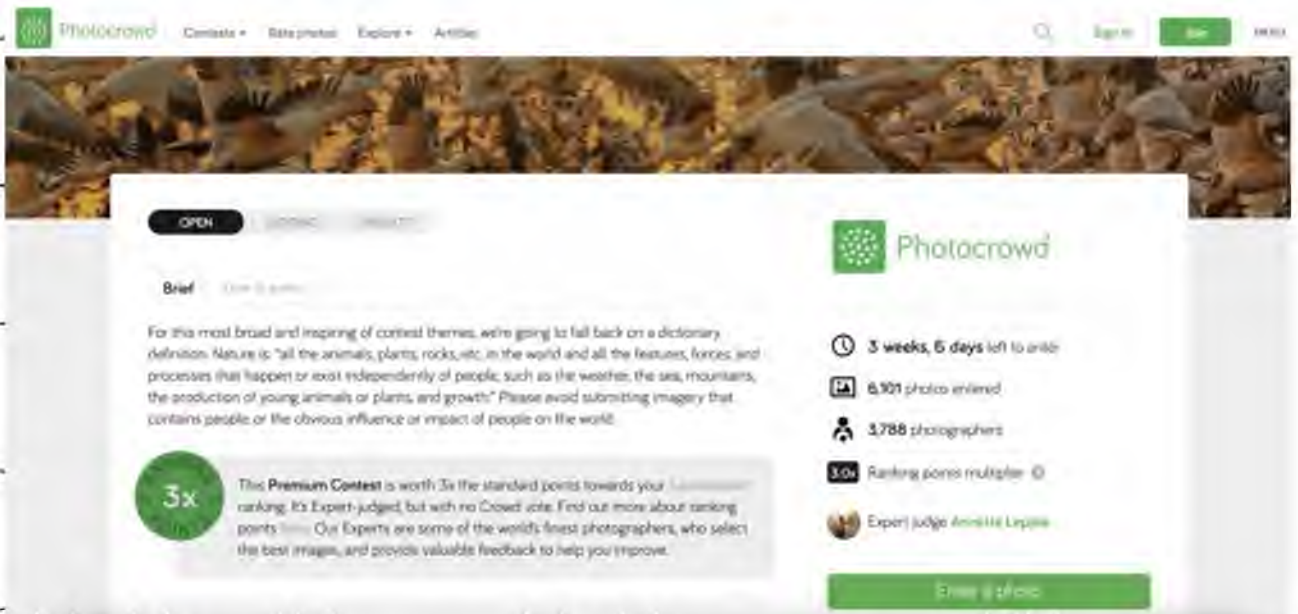 Photocrowd Contests Rate photos Explore Articles Sign in Join MENU
OPEN
Photocrowd
Brief
For this most broad and inspiring of contest themes, we're going to fall back on a dictionary
definition. Nature is: "all the animals, plants, rocks, etc. in the world and all the features, forces, and
processes that happen or exist independently of people, such as the weather, the sea, mountains,
the production of young animals or plants, and growth." Please avoid submitting imagery that
contains people or the obvious influence or impact of people on the world.
3 weeks, 6 days left to enter
6,101 photos entered
3,788 photographers
3.0x Ranking points multiplier
Expert judge Annette
3x
This Premium Contest is worth 3x the standard points towards your
ranking. It's Expert-judged, but with no Crowd vote. Find out more about ranking
points Our Experts are some of the world's finest photographers, who select
the best images, and provide valuable feedback to help you improve.
Enter a photo